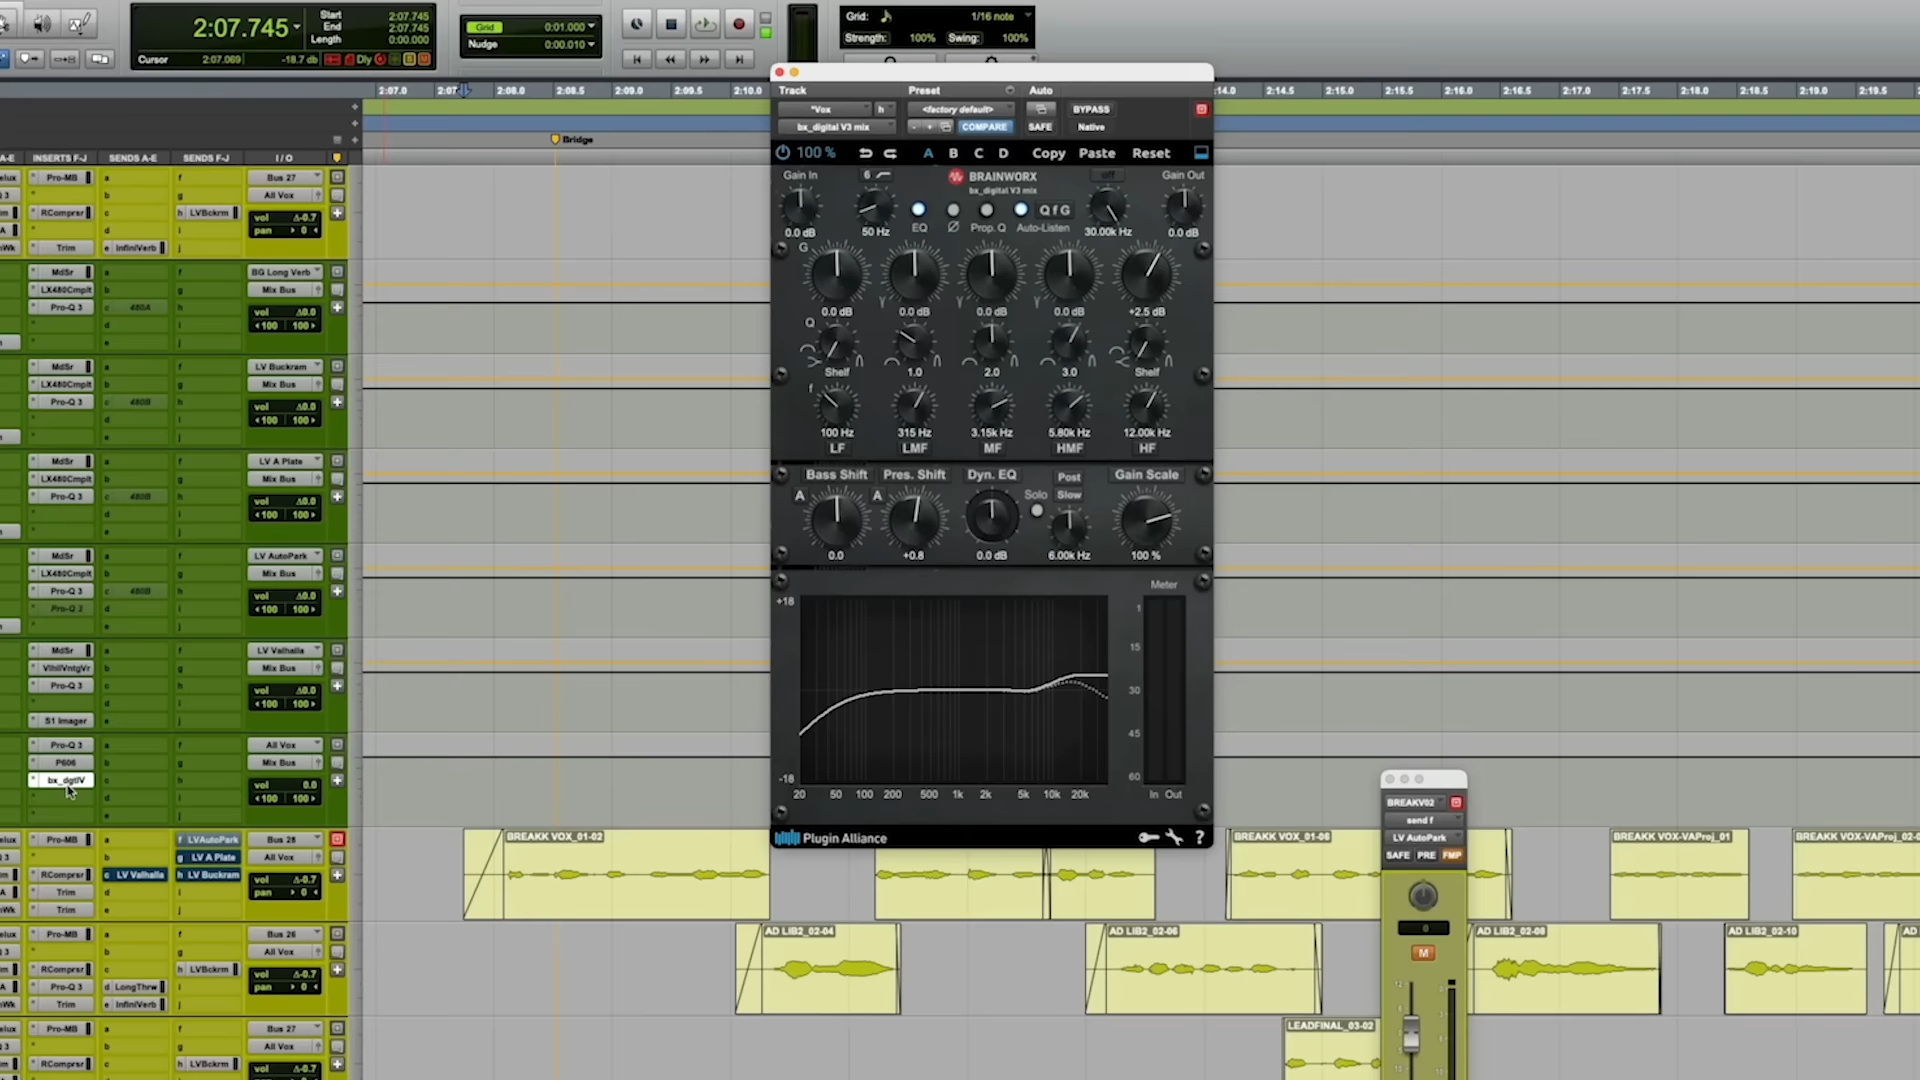 2:07.745
Start 2:07.745
End 2:07.745
Length 0:00.000
Cursor 2:07.069 -18.7 db Dly
Grid 0:01.000
Nudge 0:00.010
Grid: 1/16 note
Strength: 100% Swing: 100%
2:07.0 2:07 2:08.0 2:08.5 2:09.0 2:09.5 2:10.0 :14.0 2:14.5 2:15.0 2:15.5 2:16.0 2:16.5 2:17.0 2:17.5 2:18.0 2:18.5 2:19.0 2:19.5
Bridge
A-E INSERTS F-J SENDS A-E SENDS F-J I / O
Pro-MB a f Bus 27
b g All Vox
RComprsr c h LVBckrm vol Δ-0.7
d i pan 0
Trim e InfiniVerb j
MdSr a f BG Long Verb
LX480Cmplt b g Mix Bus
Pro-Q 3 c 480A h vol Δ0.0
d i 100 100
e j
MdSr a f LV Buckram
LX480Cmplt b g Mix Bus
Pro-Q 3 c 480B h vol Δ0.0
d i 100 100
e j
MdSr a f LV A Plate
LX480Cmplt b g Mix Bus
Pro-Q 3 c 480B h vol Δ0.0
d i 100 100
e j
MdSr a f LV AutoPark
LX480Cmplt b g Mix Bus
Pro-Q 3 c 480B h vol Δ0.0
Pro-Q 2 d i 100 100
e j
MdSr a f LV Valhalla
VlhllVntgVr b g Mix Bus
Pro-Q 3 c h vol Δ0.0
d i 100 100
S1 Imager e j
Pro-Q 3 a f All Vox
P606 b g Mix Bus
bx_dgtlV c h vol 0.0
d i 100 100
e j
Pro-MB a f LVAutoPark Bus 28
b g LV A Plate All Vox
RComprsr c LV Valhalla h LV Buckram vol Δ-0.7
Trim d i pan 0
Trim e j
Pro-MB a f Bus 26
b g All Vox
RComprsr c h LVBckrm vol Δ-0.7
Pro-Q 3 d LongThrw i pan 0
Trim e InfiniVerb j
Pro-MB a f Bus 27
b g All Vox
RComprsr c h LVBckrm vol Δ-0.7
Track Preset Auto
*Vox h <factory default> BYPASS
bx_digital V3 mix - + COMPARE SAFE Native
100 % A B C D Copy Paste Reset
Gain In 6 BRAINWORX off Gain Out
bx_digital V3 mix
Q f G
0.0 dB 50 Hz EQ Ø Prop. Q Auto-Listen 30.00k Hz 0.0 dB
G
0.0 dB 0.0 dB 0.0 dB 0.0 dB +2.5 dB
Q
Shelf 1.0 2.0 3.0 Shelf
f
100 Hz 315 Hz 3.15k Hz 5.80k Hz 12.00k Hz
LF LMF MF HMF HF
Bass Shift Pres. Shift Dyn. EQ Post Gain Scale
A A Solo Slow
0.0 +0.8 0.0 dB 6.00k Hz 100 %
Meter
+18 1
15
30
45
-18 60
20 50 100 200 500 1k 2k 5k 10k 20k In Out
Plugin Alliance ?
BREAKK VOX_01-02
BREAKK VOX_01-06
BREAKK VOX-VAProj_01
BREAKK VOX-VAProj_02-0
AD LIB2_02-04
AD LIB2_02-06
AD LIB2_02-08
AD LIB2_02-10
AD
LEADFINAL_03-02
BREAKV02
send f
LV AutoPark
SAFE PRE FMP
0
M
12